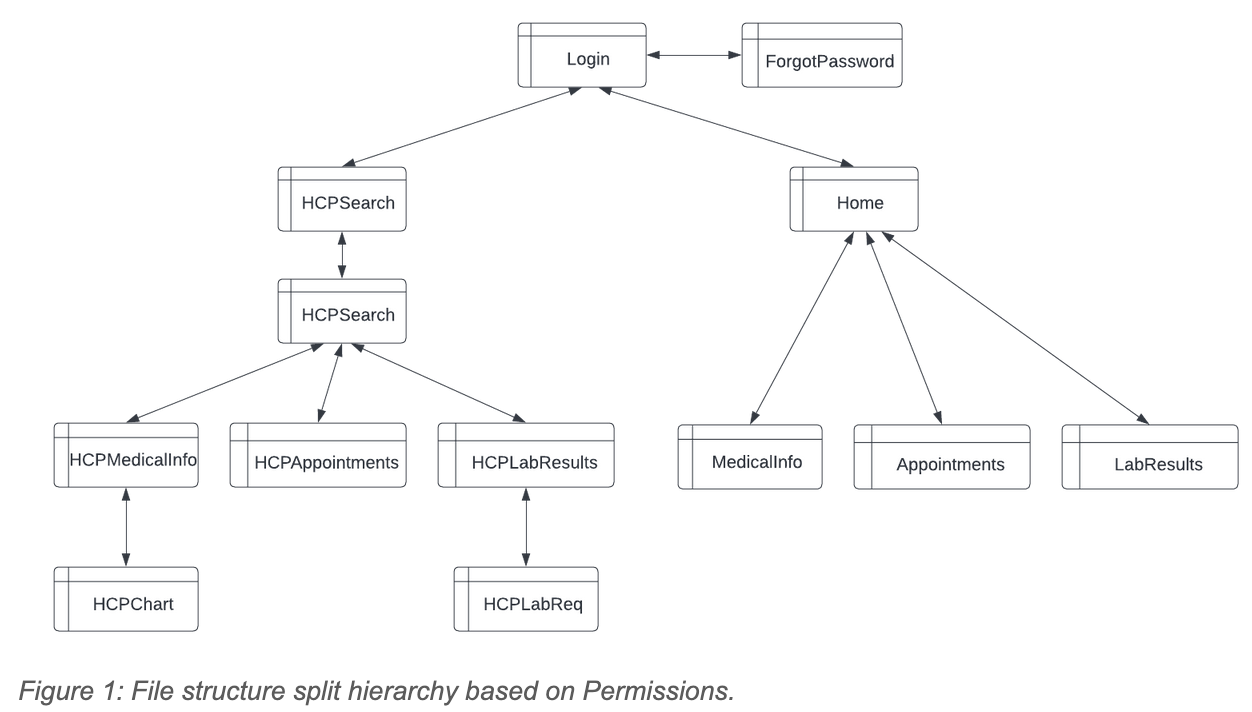 Login
ForgotPassword
HCPSearch
Home
HCPSearch
HCPMedicalInfo
HCPAppointments
HCPLabResults
MedicalInfo
Appointments
LabResults
HCPChart
HCPLabReq
Figure 1: File structure split hierarchy based on Permissions.